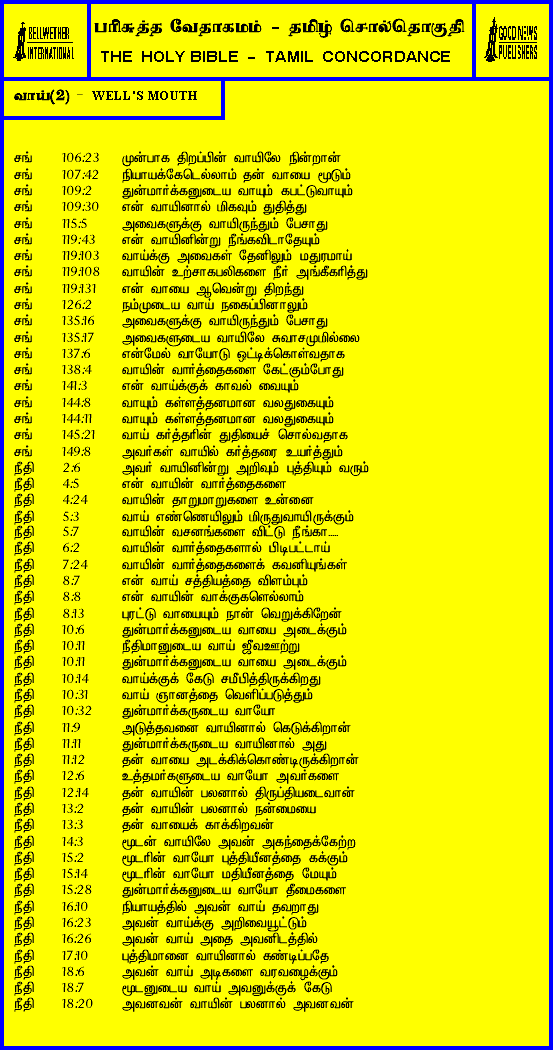 BELLWETHER
INTERNATIONAL
பரிசுத்த வேதாகமம் - தமிழ் சொல்தொகுதி
THE HOLY BIBLE - TAMIL CONCORDANCE
GOOD NEWS
PUBLISHERS
வாய்(2) - WELL'S MOUTH
சங் 106:23 முன்பாக திறப்பின் வாயிலே நின்றான்
சங் 107:42 நியாயக்கேடெல்லாம் தன் வாயை மூடும்
சங் 109:2 துன்மார்க்கனுடைய வாயும் கபட்டுவாயும்
சங் 109:30 என் வாயினால் மிகவும் துதித்து
சங் 115:5 அவைகளுக்கு வாயிருந்தும் பேசாது
சங் 119:43 என் வாயினின்று நீங்கவிடாதேயும்
சங் 119:103 வாய்க்கு அவைகள் தேனிலும் மதுரமாய்
சங் 119:108 வாயின் உற்சாகபலிகளை நீர் அங்கீகரித்து
சங் 119:131 என் வாயை ஆவென்று திறந்து
சங் 126:2 நம்முடைய வாய் நகைப்பினாலும்
சங் 135:16 அவைகளுக்கு வாயிருந்தும் பேசாது
சங் 135:17 அவைகளுடைய வாயிலே சுவாசமுமில்லை
சங் 137:6 என்மேல் வாயோடு ஒட்டிக்கொள்வதாக
சங் 138:4 வாயின் வார்த்தைகளை கேட்கும்போது
சங் 141:3 என் வாய்க்குக் காவல் வையும்
சங் 144:8 வாயும் கள்ளத்தனமான வலதுகையும்
சங் 144:11 வாயும் கள்ளத்தனமான வலதுகையும்
சங் 145:21 வாய் கர்த்தரின் துதியைச் சொல்வதாக
சங் 149:8 அவர்கள் வாயில் கர்த்தரை உயர்த்தும்
நீதி 2:6 அவர் வாயினின்று அறிவும் புத்தியும் வரும்
நீதி 4:5 என் வாயின் வார்த்தைகளை
நீதி 4:24 வாயின் தாறுமாறுகளை உன்னை
நீதி 5:3 வாய் எண்ணெயிலும் மிருதுவாயிருக்கும்
நீதி 5:7 வாயின் வசனங்களை விட்டு நீங்கா.....
நீதி 6:2 வாயின் வார்த்தைகளால் பிடிபட்டாய்
நீதி 7:24 வாயின் வார்த்தைகளைக் கவனியுங்கள்
நீதி 8:7 என் வாய் சத்தியத்தை விளம்பும்
நீதி 8:8 என் வாயின் வாக்குகளெல்லாம்
நீதி 8:13 புரட்டு வாயையும் நான் வெறுக்கிறேன்
நீதி 10:6 துன்மார்க்கனுடைய வாயை அடைக்கும்
நீதி 10:11 நீதிமானுடைய வாய் ஜீவஊற்று
நீதி 10:11 துன்மார்க்கனுடைய வாயை அடைக்கும்
நீதி 10:14 வாய்க்குக் கேடு சமீபித்திருக்கிறது
நீதி 10:31 வாய் ஞானத்தை வெளிப்படுத்தும்
நீதி 10:32 துன்மார்க்கருடைய வாயோ
நீதி 11:9 அடுத்தவனை வாயினால் கெடுக்கிறான்
நீதி 11:11 துன்மார்க்கருடைய வாயினால் அது
நீதி 11:12 தன் வாயை அடக்கிக்கொண்டிருக்கிறான்
நீதி 12:6 உத்தமர்களுடைய வாயோ அவர்களை
நீதி 12:14 தன் வாயின் பலனால் திருப்தியடைவான்
நீதி 13:2 தன் வாயின் பலனால் நன்மையை
நீதி 13:3 தன் வாயைக் காக்கிறவன்
நீதி 14:3 மூடன் வாயிலே அவன் அகந்தைக்கேற்ற
நீதி 15:2 மூடரின் வாயோ புத்தியீனத்தை கக்கும்
நீதி 15:14 மூடரின் வாயோ மதியீனத்தை மேயும்
நீதி 15:28 துன்மார்க்கனுடைய வாயோ தீமைகளை
நீதி 16:10 நியாயத்தில் அவன் வாய் தவறாது
நீதி 16:23 அவன் வாய்க்கு அறிவையூட்டும்
நீதி 16:26 அவன் வாய் அதை அவனிடத்தில்
நீதி 17:10 புத்திமானை வாயினால் கண்டிப்பதே
நீதி 18:6 அவன் வாய் அடிகளை வரவழைக்கும்
நீதி 18:7 மூடனுடைய வாய் அவனுக்குக் கேடு
நீதி 18:20 அவனவன் வாயின் பலனால் அவனவன்